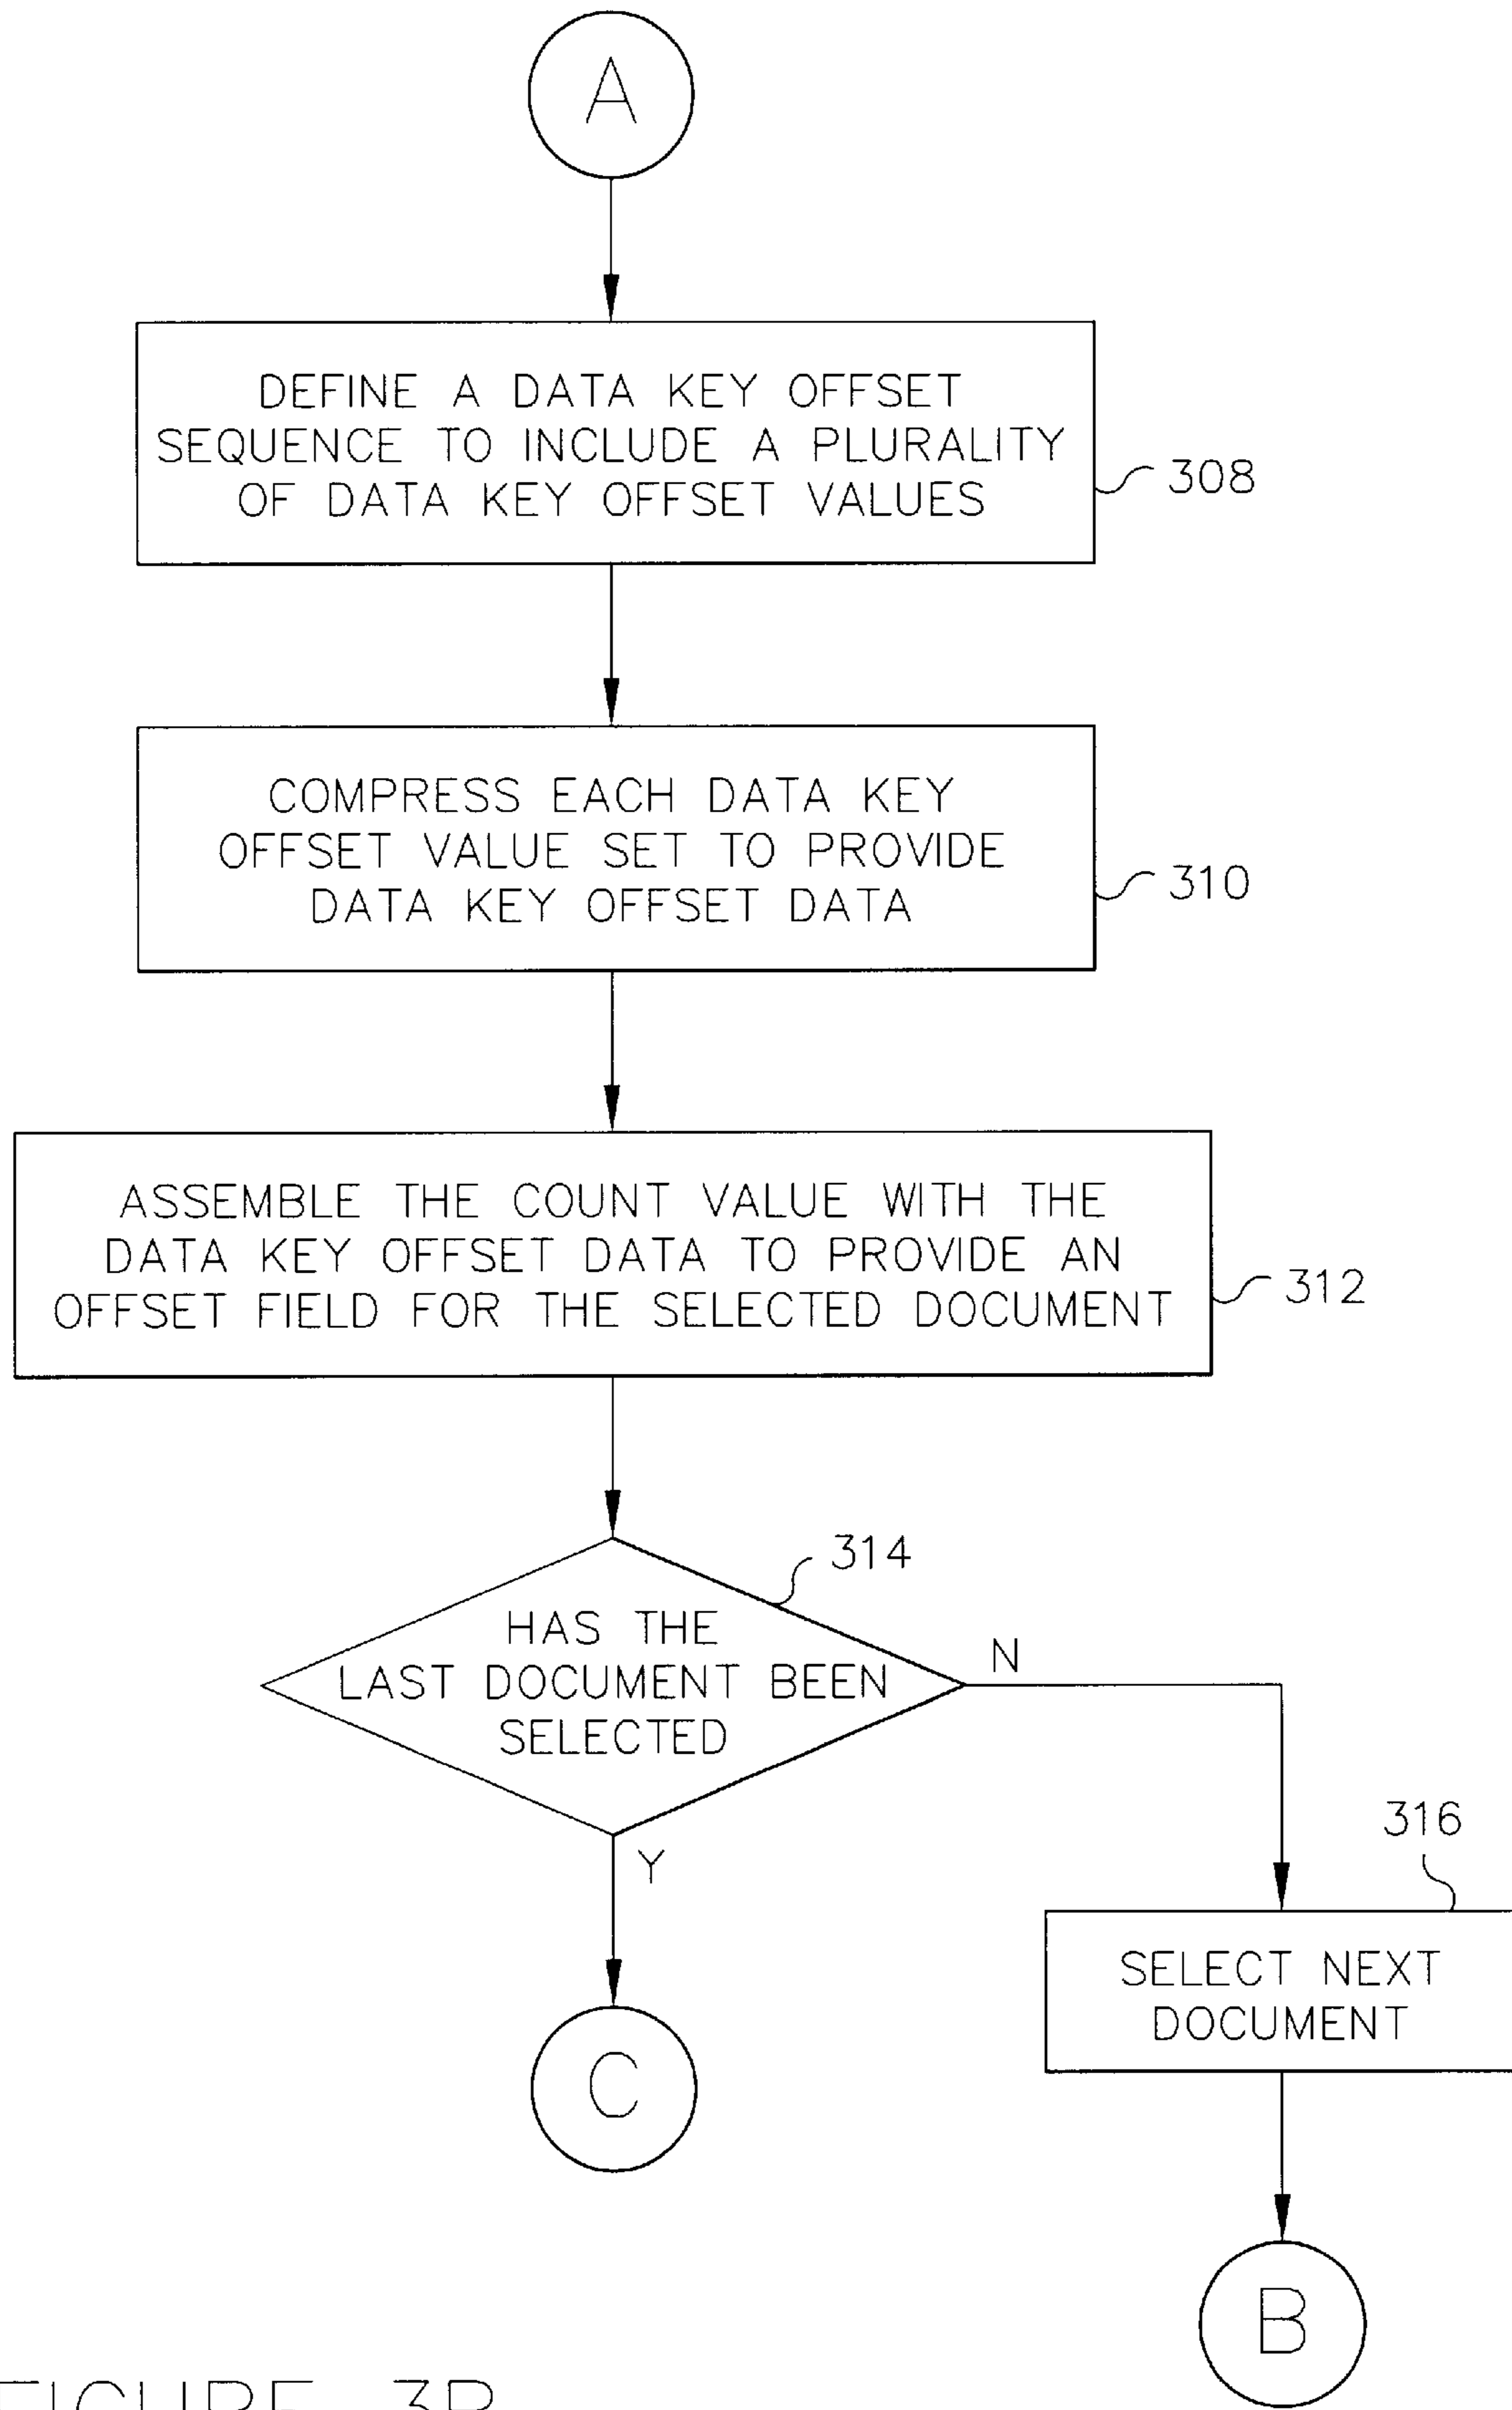 A
DEFINE A DATA KEY OFFSET
SEQUENCE TO INCLUDE A PLURALITY
OF DATA KEY OFFSET VALUES
308
COMPRESS EACH DATA KEY
OFFSET VALUE SET TO PROVIDE
DATA KEY OFFSET DATA
310
ASSEMBLE THE COUNT VALUE WITH THE
DATA KEY OFFSET DATA TO PROVIDE AN
OFFSET FIELD FOR THE SELECTED DOCUMENT
312
314
HAS THE
LAST DOCUMENT BEEN
SELECTED
N
Y
316
SELECT NEXT
DOCUMENT
C
B
FIGURE 3B